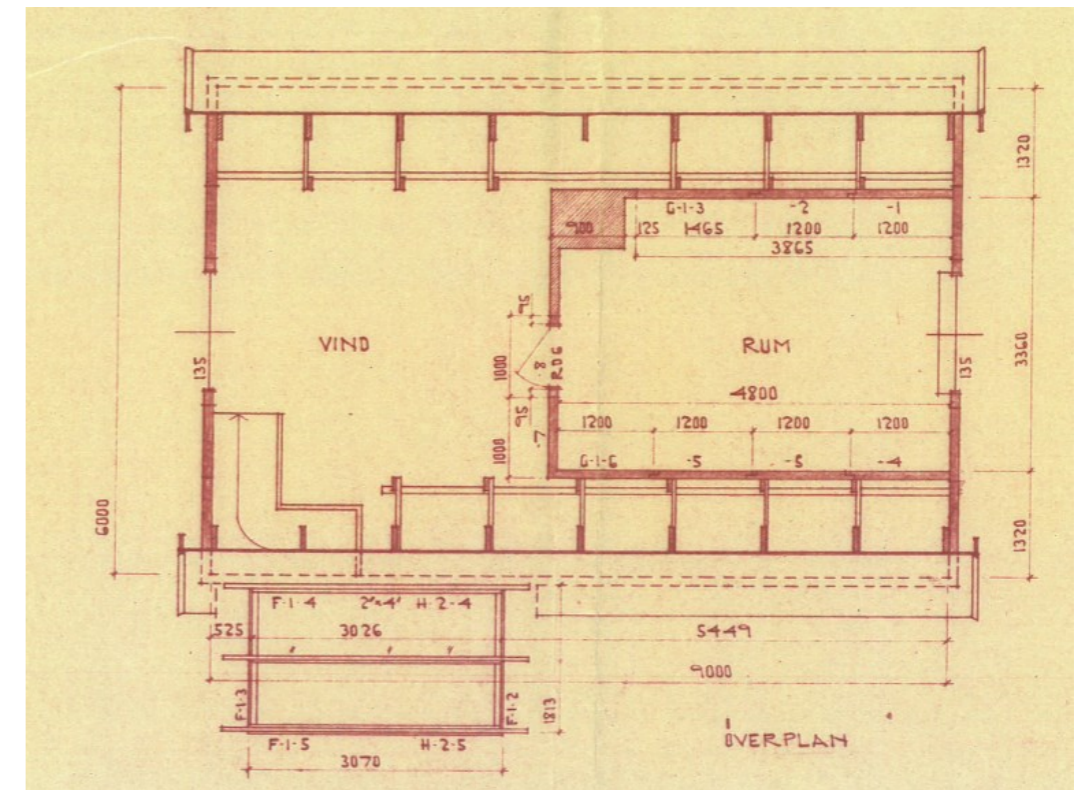 1320
G-1-3 -2 -1
900 125 1465 1200 1200
3865
95
VIND
RUM
135
1000
.8
RDG
3360
135
4800
95
1200 1200 1200 1200
.7
1000
G-1-G -5 -5 -4
6000
1320
F-1-4 2"x4" H-2-4
525 3026 5449
9000
F-1-3
F-1-2
1813
ÖVERPLAN
F-1-5 H-2-5
3070